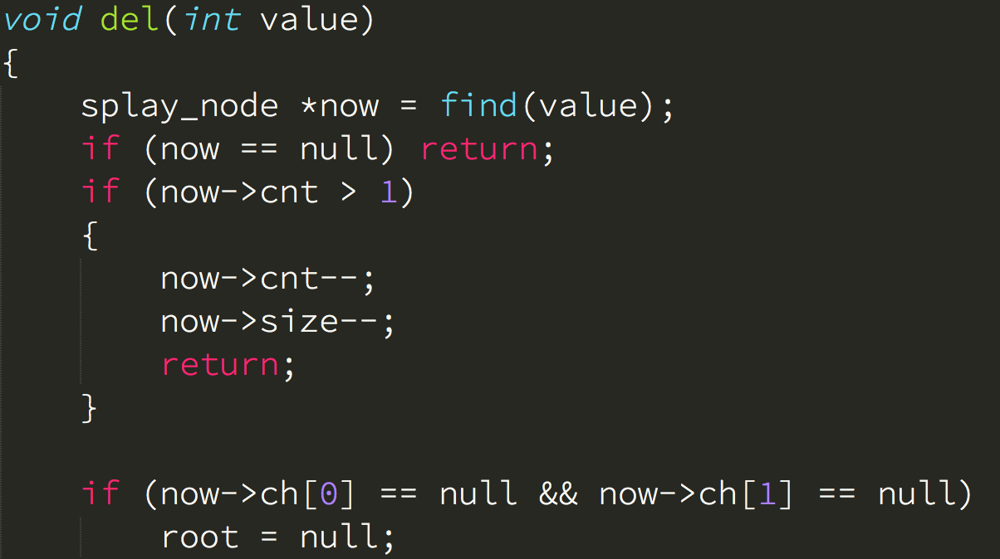 void del(int value)
{
    splay_node *now = find(value);
    if (now == null) return;
    if (now->cnt > 1)
    {
        now->cnt--;
        now->size--;
        return;
    }

    if (now->ch[0] == null && now->ch[1] == null)
        root = null;